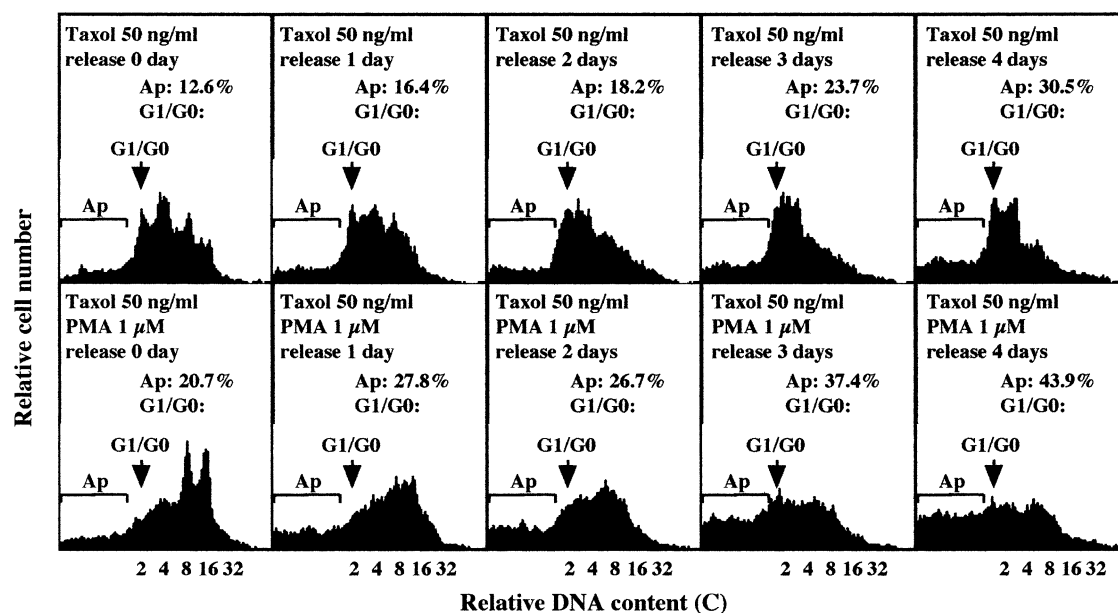 Relative cell number
Taxol 50 ng/ml
release 0 day
Ap: 12.6%
G1/G0:
G1/G0
Ap
Taxol 50 ng/ml
release 1 day
Ap: 16.4%
G1/G0:
G1/G0
Ap
Taxol 50 ng/ml
release 2 days
Ap: 18.2%
G1/G0:
G1/G0
Ap
Taxol 50 ng/ml
release 3 days
Ap: 23.7%
G1/G0:
G1/G0
Ap
Taxol 50 ng/ml
release 4 days
Ap: 30.5%
G1/G0:
G1/G0
Ap
Taxol 50 ng/ml
PMA 1 μM
release 0 day
Ap: 20.7%
G1/G0:
G1/G0
Ap
Taxol 50 ng/ml
PMA 1 μM
release 1 day
Ap: 27.8%
G1/G0:
G1/G0
Ap
Taxol 50 ng/ml
PMA 1 μM
release 2 days
Ap: 26.7%
G1/G0:
G1/G0
Ap
Taxol 50 ng/ml
PMA 1 μM
release 3 days
Ap: 37.4%
G1/G0:
G1/G0
Ap
Taxol 50 ng/ml
PMA 1 μM
release 4 days
Ap: 43.9%
G1/G0:
G1/G0
Ap
2 4 8 16 32
2 4 8 16 32
2 4 8 16 32
2 4 8 16 32
2 4 8 16 32
Relative DNA content (C)